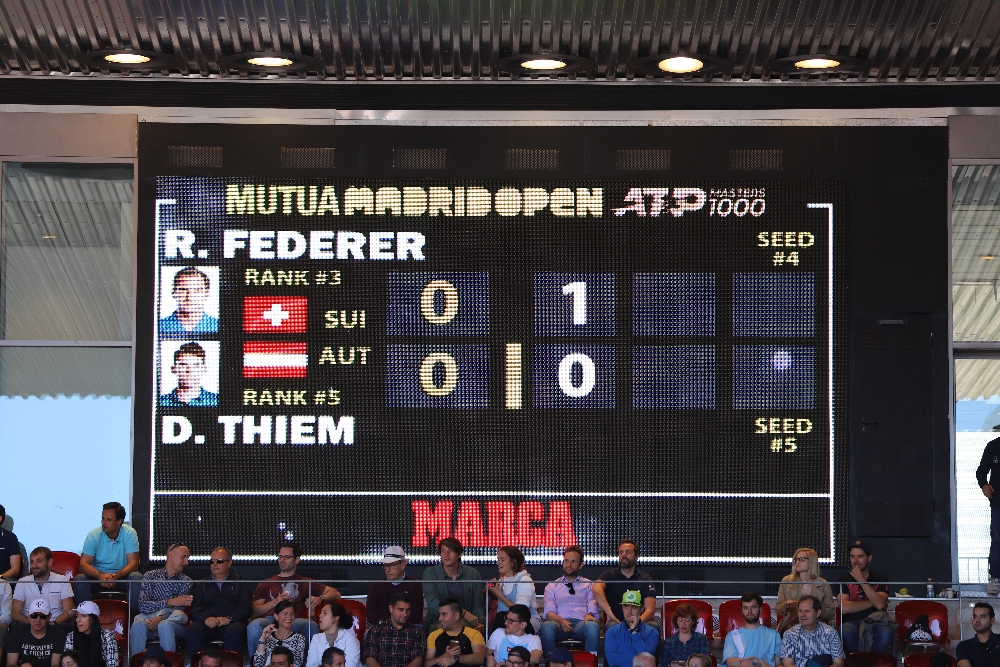 MUTUA MADRID OPEN ATP MASTERS 1000
R. FEDERER
SEED #4
RANK #3
SUI
0 1
AUT
0 0
RANK #5
D. THIEM
SEED #5
MARCA